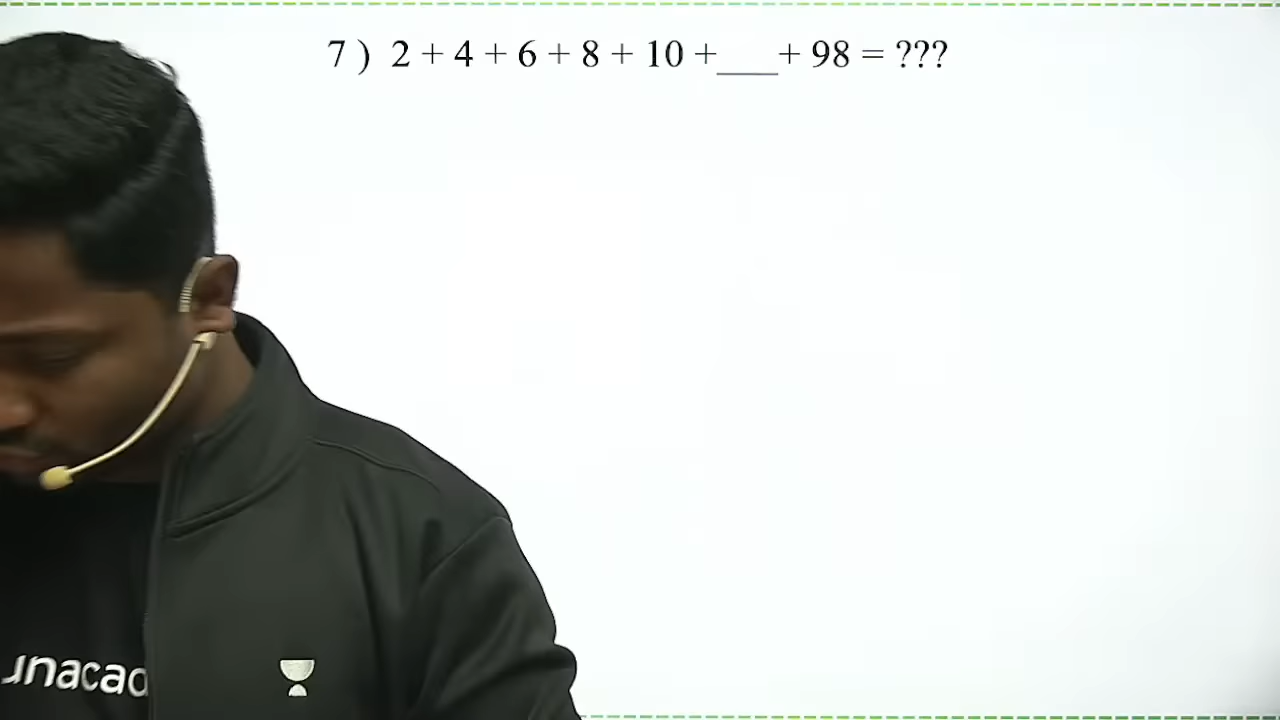 7 ) 2 + 4 + 6 + 8 + 10 +___+ 98 = ???
unacad